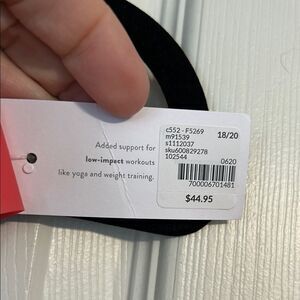 Added support for
low-impact workouts
like yoga and weight training.
c552 - F5269
m91539
s1112037
sku600829278
102544
18/20
0620
700006701481
$44.95